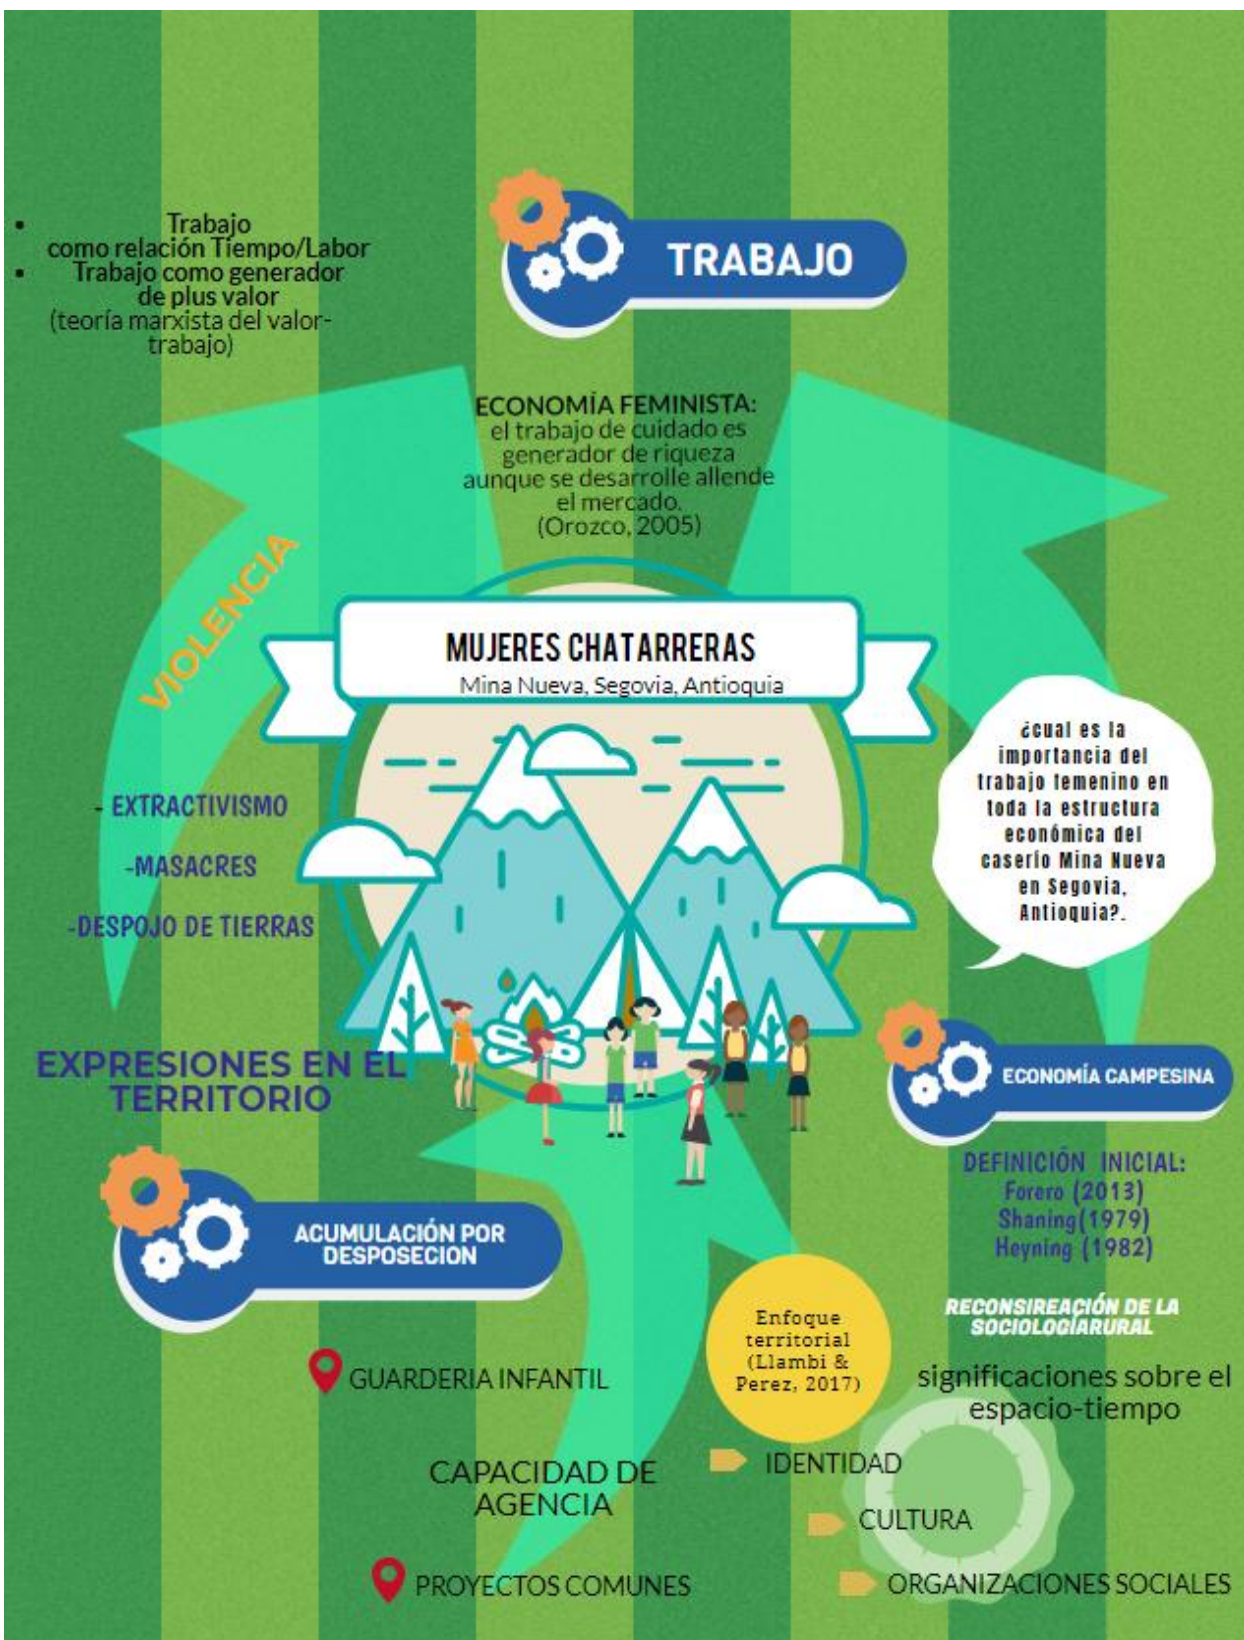 TRABAJO
Trabajo
como relación Tiempo/Labor
Trabajo como generador
de plus valor
(teoría marxista del valor-
trabajo)
ECONOMÍA FEMINISTA:
el trabajo de cuidado es
generador de riqueza
aunque se desarrolle allende
el mercado.
(Orozco, 2005)
VIOLENCIA
MUJERES CHATARRERAS
Mina Nueva, Segovia, Antioquia
¿cual es la
importancia del
trabajo femenino en
toda la estructura
económica del
caserío Mina Nueva
en Segovia,
Antioquia?.
- EXTRACTIVISMO
-MASACRES
-DESPOJO DE TIERRAS
EXPRESIONES EN EL
TERRITORIO
ECONOMÍA CAMPESINA
DEFINICIÓN INICIAL:
Forero (2013)
Shaning(1979)
Heyning (1982)
ACUMULACIÓN POR
DESPOSECION
RECONSIREACIÓN DE LA
SOCIOLOGÍARURAL
significaciones sobre el
espacio-tiempo
Enfoque
territorial
(Llambi &
Perez, 2017)
GUARDERIA INFANTIL
CAPACIDAD DE
AGENCIA
PROYECTOS COMUNES
IDENTIDAD
CULTURA
ORGANIZACIONES SOCIALES